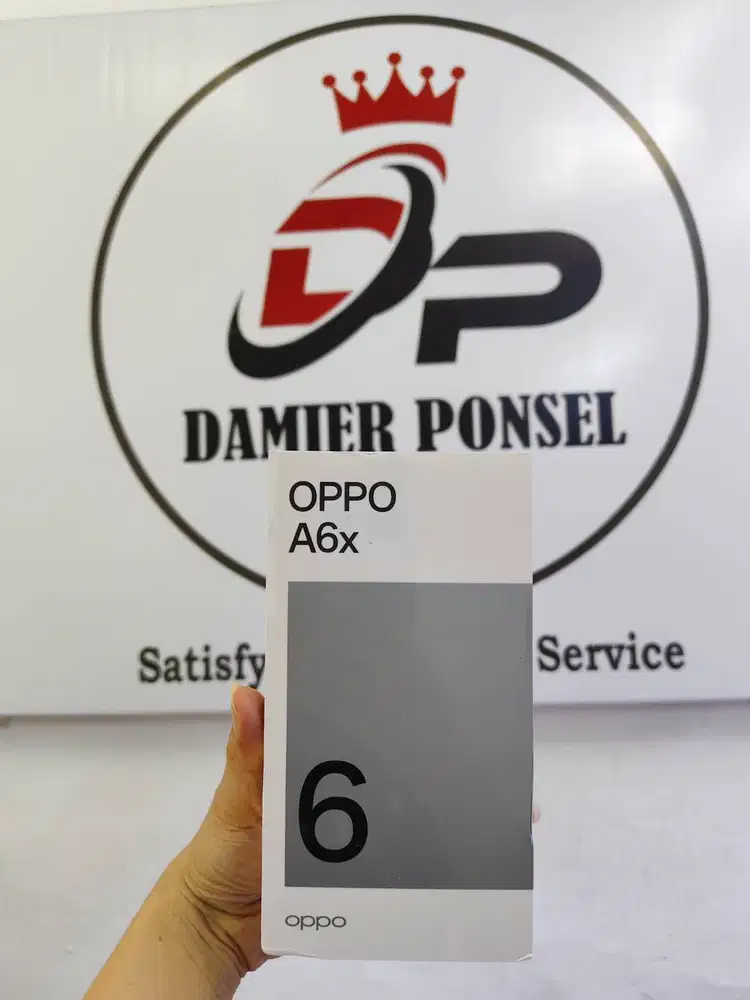 DP
DAMIER PONSEL
OPPO
A6x
Satisfy
Service
6
oppo